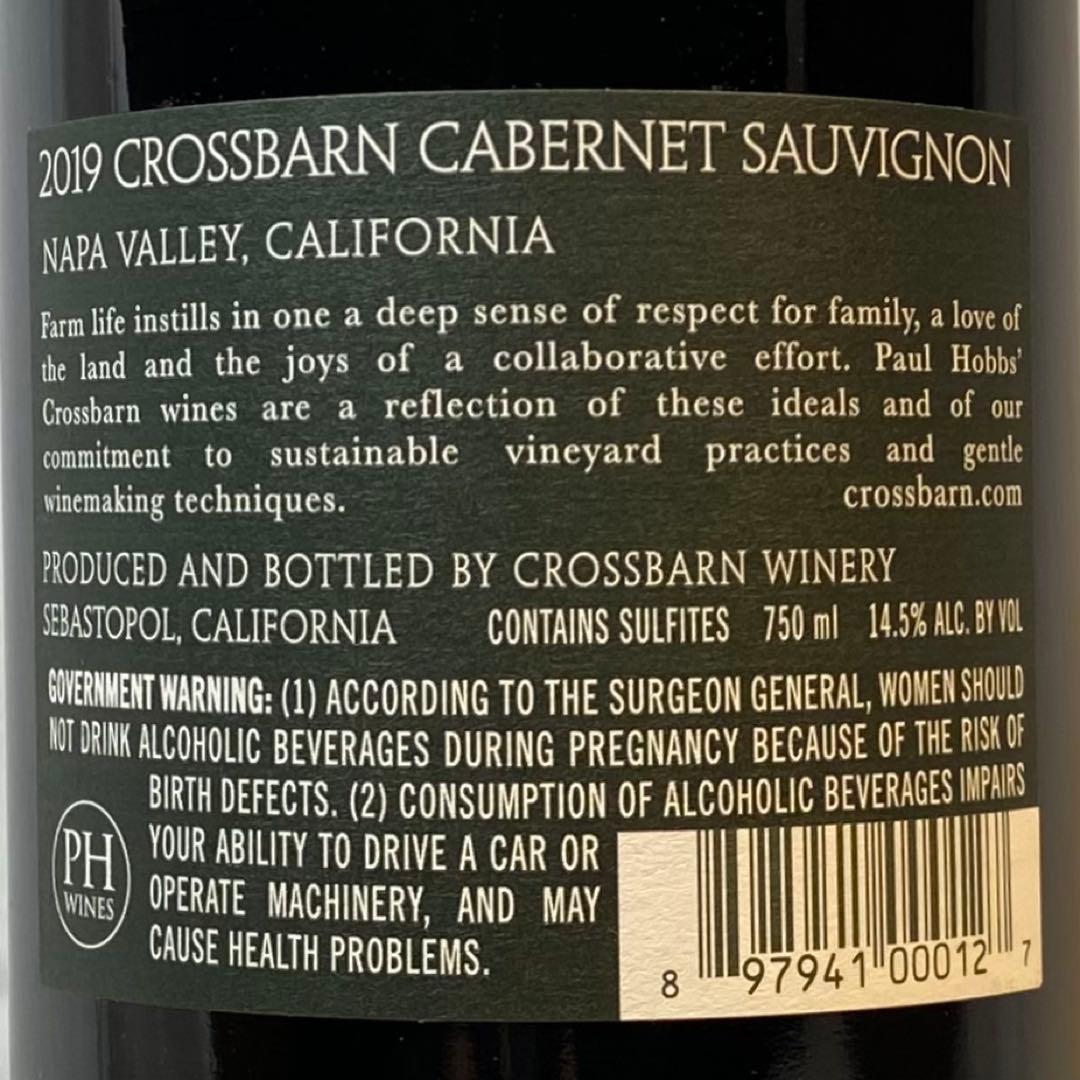 2019 CROSSBARN CABERNET SAUVIGNON
NAPA VALLEY, CALIFORNIA
Farm life instills in one a deep sense of respect for family, a love of
the land and the joys of a collaborative effort. Paul Hobbs'
Crossbarn wines are a reflection of these ideals and of our
commitment to sustainable vineyard practices and gentle
winemaking techniques. crossbarn.com
PRODUCED AND BOTTLED BY CROSSBARN WINERY
SEBASTOPOL, CALIFORNIA CONTAINS SULFITES 750 ml 14.5% ALC. BY VOL
GOVERNMENT WARNING: (1) ACCORDING TO THE SURGEON GENERAL, WOMEN SHOULD
NOT DRINK ALCOHOLIC BEVERAGES DURING PREGNANCY BECAUSE OF THE RISK OF
BIRTH DEFECTS. (2) CONSUMPTION OF ALCOHOLIC BEVERAGES IMPAIRS
YOUR ABILITY TO DRIVE A CAR OR
OPERATE MACHINERY, AND MAY
CAUSE HEALTH PROBLEMS.
PH
WINES
8 97941 00012 7